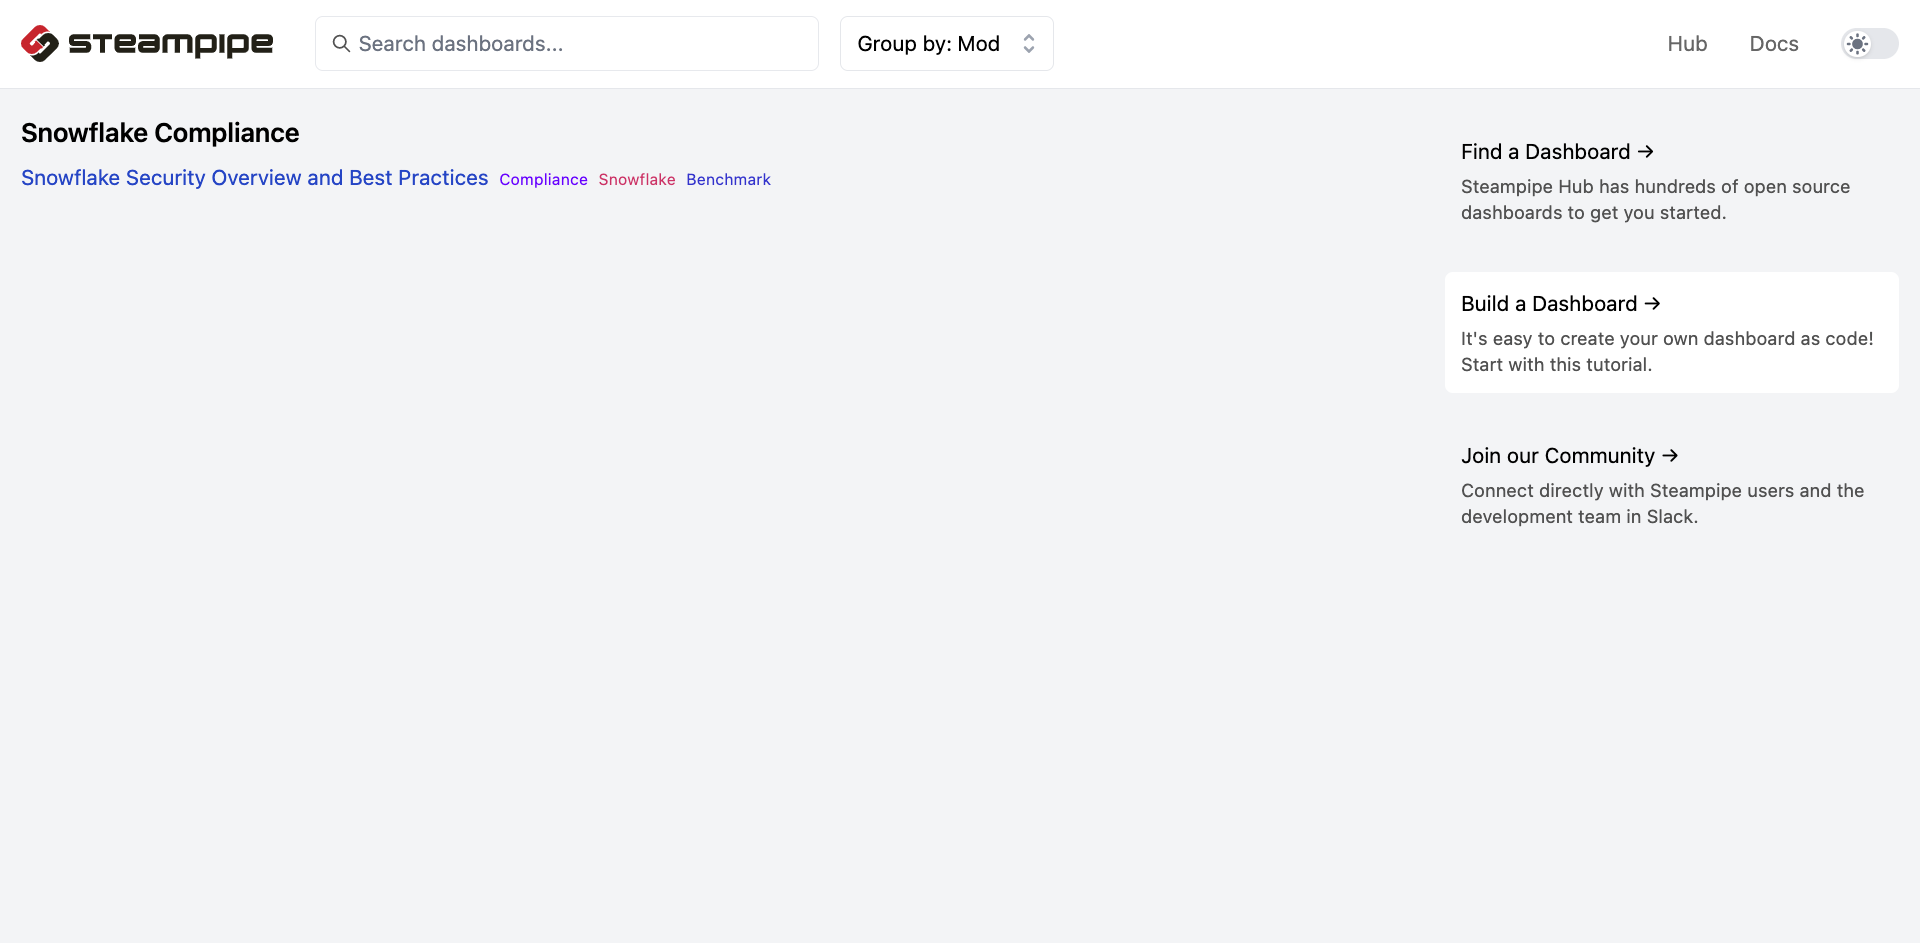 steampipe
Search dashboards...
Group by: Mod
Hub
Docs
Snowflake Compliance
Snowflake Security Overview and Best Practices Compliance Snowflake Benchmark
Find a Dashboard →
Steampipe Hub has hundreds of open source
dashboards to get you started.
Build a Dashboard →
It's easy to create your own dashboard as code!
Start with this tutorial.
Join our Community →
Connect directly with Steampipe users and the
development team in Slack.